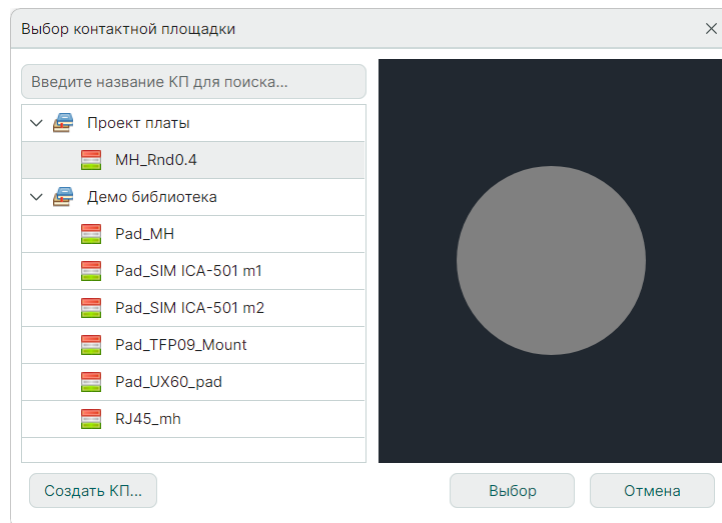 Выбор контактной площадки
Введите название КП для поиска...
Проект платы
MH_Rnd0.4
Демо библиотека
Pad_MH
Pad_SIM ICA-501 m1
Pad_SIM ICA-501 m2
Pad_TFP09_Mount
Pad_UX60_pad
RJ45_mh
Создать КП...
Выбор
Отмена